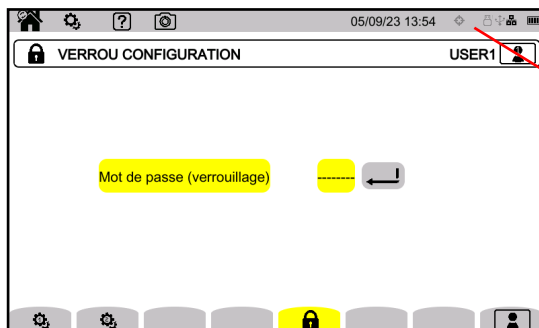 05/09/23 13:54
VERROU CONFIGURATION USER1
Mot de passe (verrouillage) --------